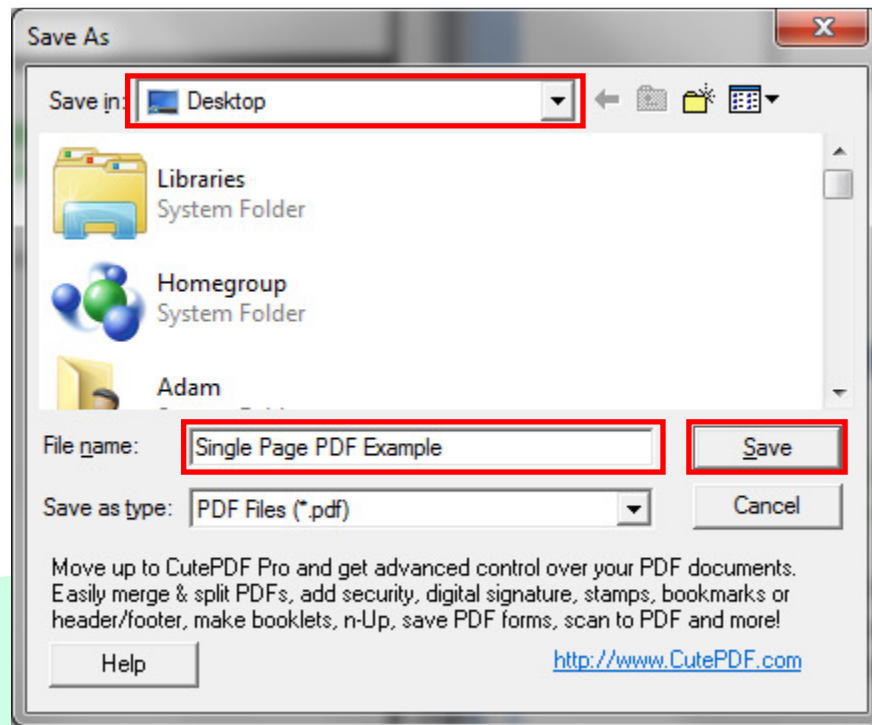 Save As
Save in: Desktop
Libraries
System Folder
Homegroup
System Folder
Adam
File name: Single Page PDF Example Save
Save as type: PDF Files (*.pdf) Cancel
Move up to CutePDF Pro and get advanced control over your PDF documents.
Easily merge & split PDFs, add security, digital signature, stamps, bookmarks or
header/footer, make booklets, n-Up, save PDF forms, scan to PDF and more!
Help http://www.CutePDF.com